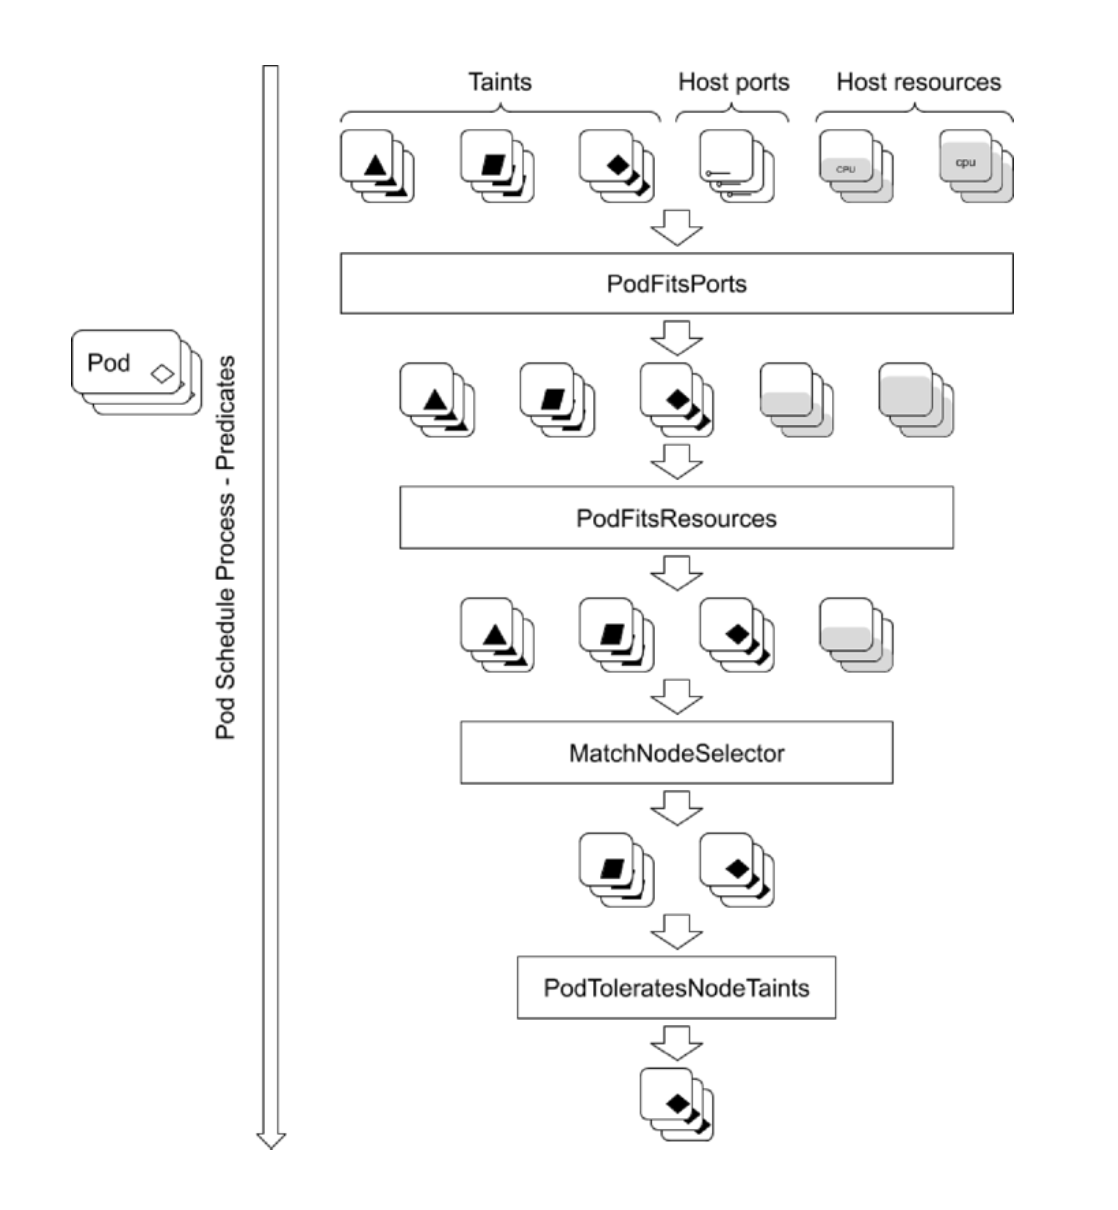 Taints
Host ports
Host resources
CPU
cpu
PodFitsPorts
Pod
Pod Schedule Process - Predicates
PodFitsResources
MatchNodeSelector
PodToleratesNodeTaints